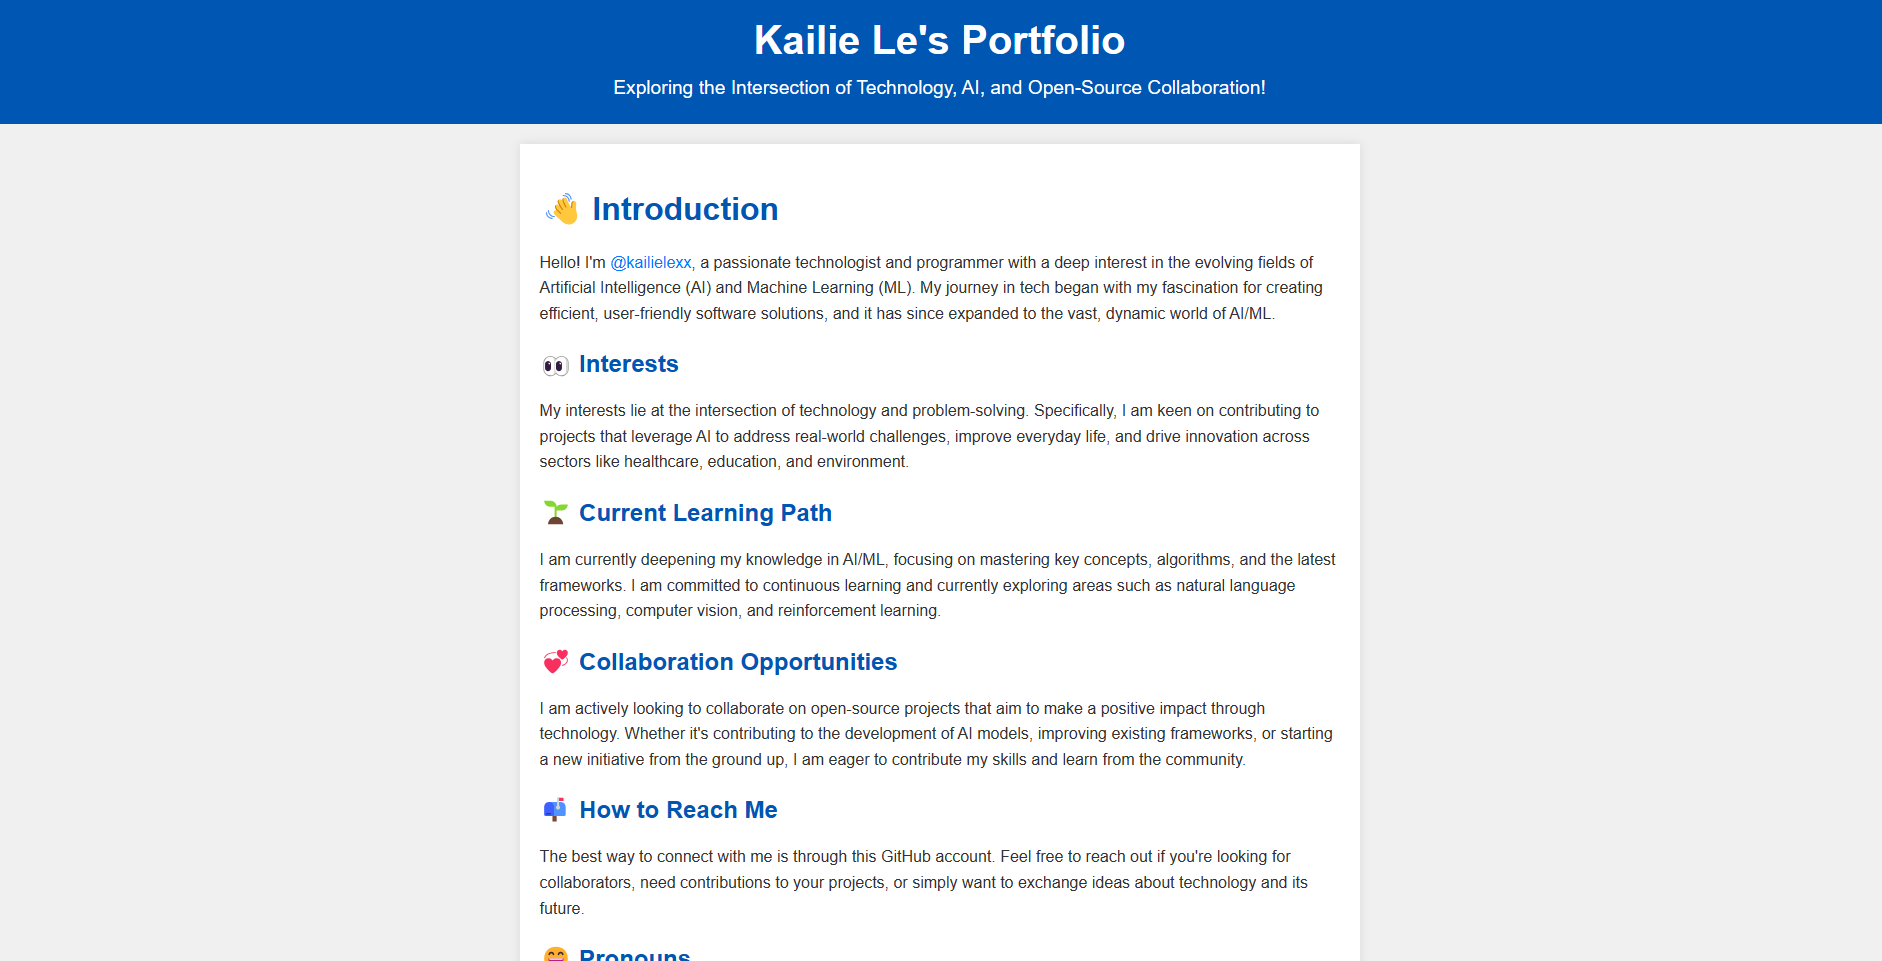 Kailie Le's Portfolio
Exploring the Intersection of Technology, AI, and Open-Source Collaboration!
👋 Introduction
Hello! I'm @kailielexx, a passionate technologist and programmer with a deep interest in the evolving fields of
Artificial Intelligence (AI) and Machine Learning (ML). My journey in tech began with my fascination for creating
efficient, user-friendly software solutions, and it has since expanded to the vast, dynamic world of AI/ML.
👀 Interests
My interests lie at the intersection of technology and problem-solving. Specifically, I am keen on contributing to
projects that leverage AI to address real-world challenges, improve everyday life, and drive innovation across
sectors like healthcare, education, and environment.
🌱 Current Learning Path
I am currently deepening my knowledge in AI/ML, focusing on mastering key concepts, algorithms, and the latest
frameworks. I am committed to continuous learning and currently exploring areas such as natural language
processing, computer vision, and reinforcement learning.
💞 Collaboration Opportunities
I am actively looking to collaborate on open-source projects that aim to make a positive impact through
technology. Whether it's contributing to the development of AI models, improving existing frameworks, or starting
a new initiative from the ground up, I am eager to contribute my skills and learn from the community.
📫 How to Reach Me
The best way to connect with me is through this GitHub account. Feel free to reach out if you're looking for
collaborators, need contributions to your projects, or simply want to exchange ideas about technology and its
future.
😄 Pronouns